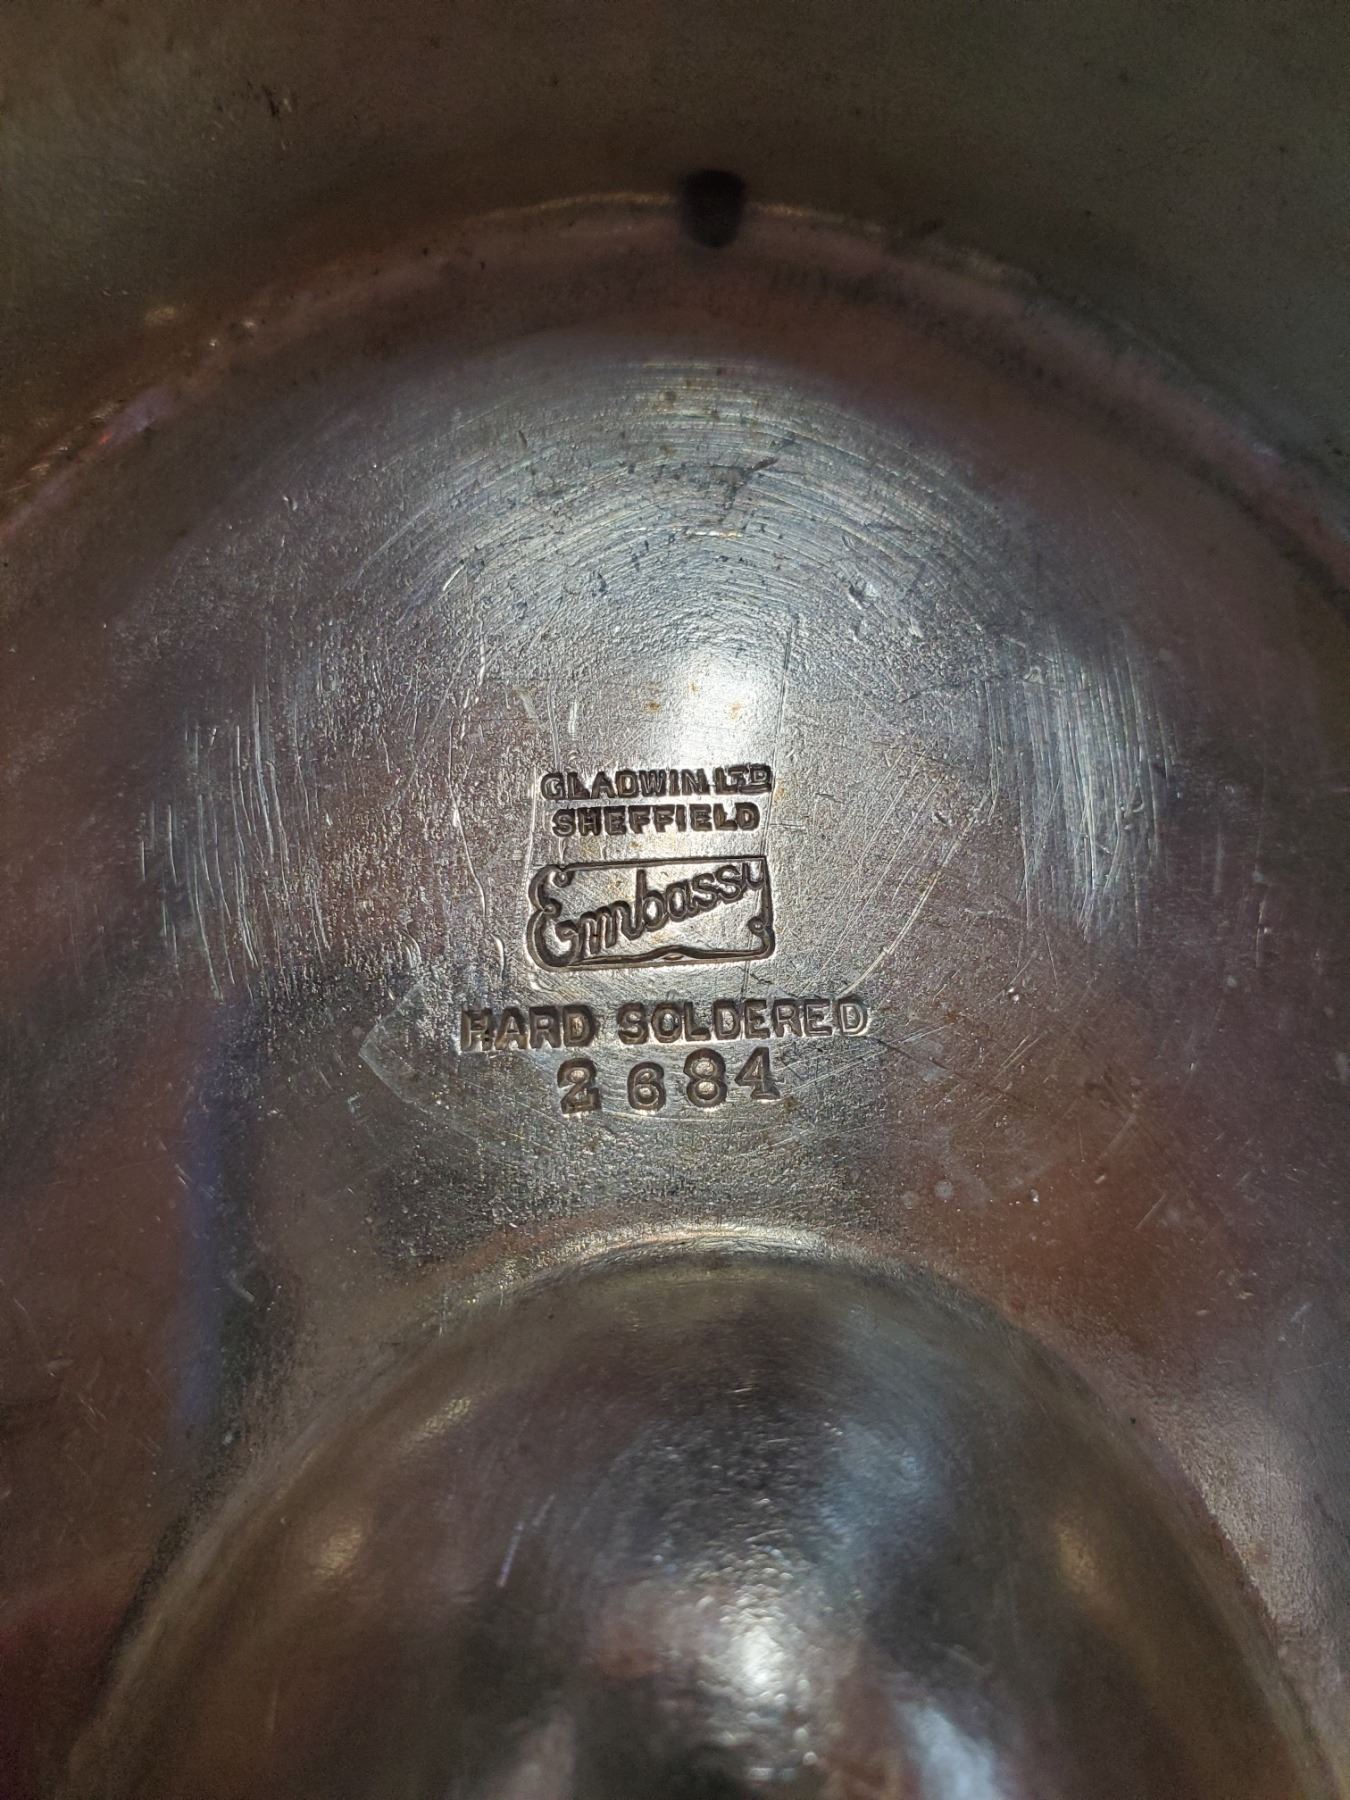 GLADWIN LTD
SHEFFIELD
Embassy
HARD SOLDERED
2684